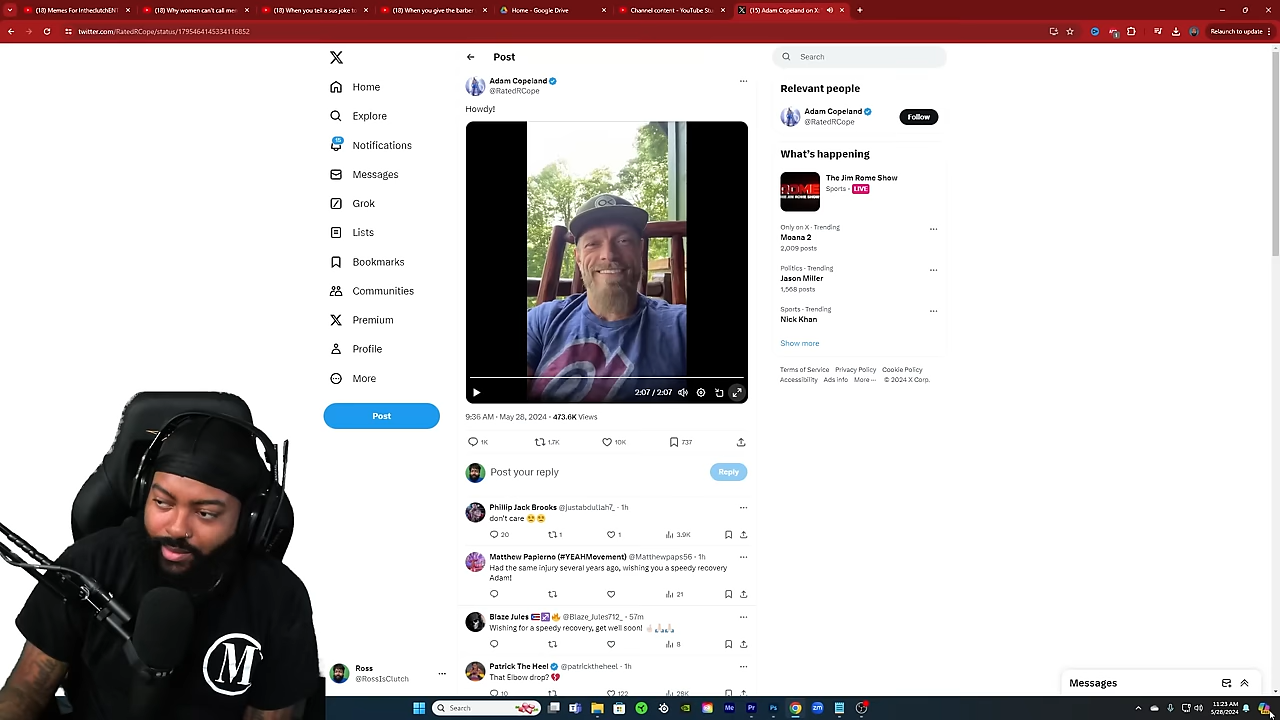 (18) Memes For IntheclutchENT
(18) Why women can't call me
(18) When you tell a sus joke t
(18) When you give the barber
Home - Google Drive
Channel content - YouTube Stu
(15) Adam Copeland on X:
twitter.com/RatedRCope/status/1795464145334116852
Relaunch to update
Home
Explore
15
Notifications
Messages
Grok
Lists
Bookmarks
Communities
Premium
Profile
More
Post
Ross
@RossIsClutch
Post
Adam Copeland
@RatedRCope
Howdy!
2:07 / 2:07
9:36 AM · May 28, 2024 · 473.6K Views
1K 1.7K 10K 737
Post your reply
Reply
Phillip Jack Brooks @justabdullah7_ · 1h
don't care
20 1 1 3.9K
Matthew Papierno (#YEAHMovement) @Matthewpaps56 · 1h
Had the same injury several years ago, wishing you a speedy recovery
Adam!
21
Blaze Jules @Blaze_Jules712_ · 57m
Wishing for a speedy recovery, get well soon!
8
Patrick The Heel @patricktheheel · 1h
That Elbow drop?
10 122 28K
Search
Relevant people
Adam Copeland
@RatedRCope
Follow
What's happening
ROME
The Jim Rome Show
Sports · LIVE
Only on X · Trending
Moana 2
2,009 posts
Politics · Trending
Jason Miller
1,568 posts
Sports · Trending
Nick Khan
Show more
Terms of Service Privacy Policy Cookie Policy
Accessibility Ads info More ··· © 2024 X Corp.
Messages
M
Search
11:23 AM
5/28/2024